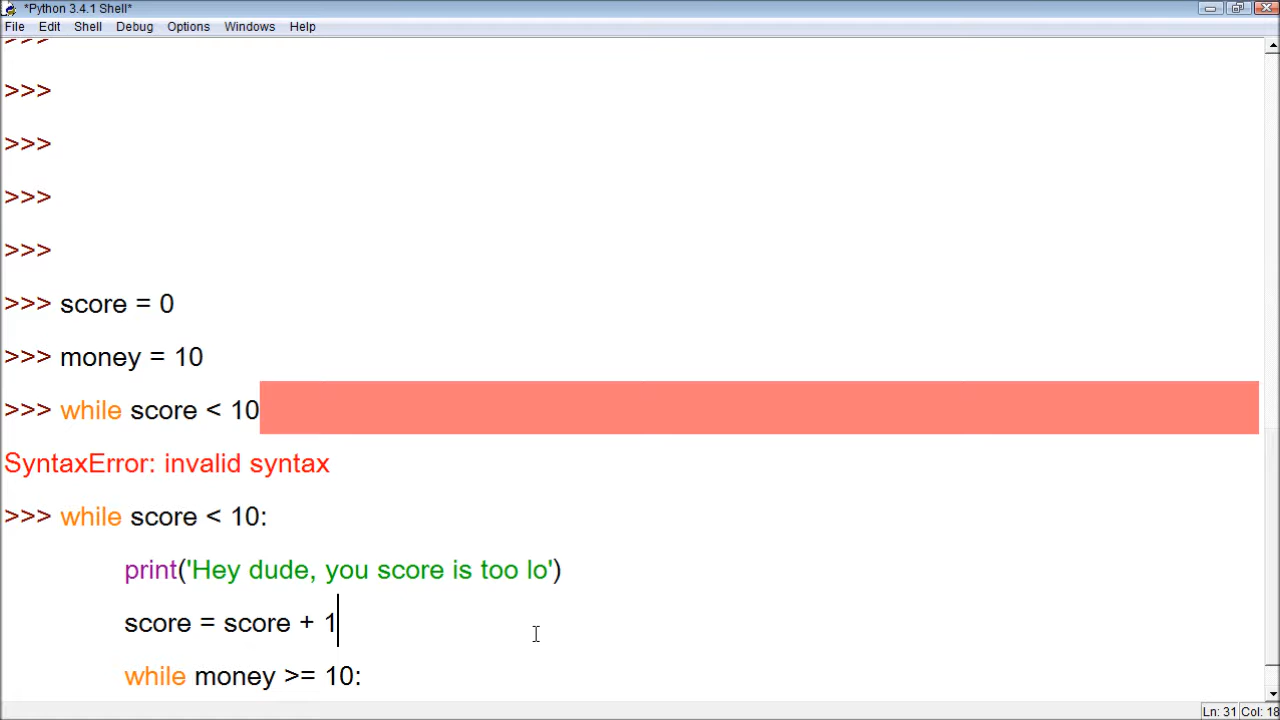 *Python 3.4.1 Shell*
File Edit Shell Debug Options Windows Help
>>>
>>>
>>>
>>>
>>>
>>> score = 0
>>> money = 10
>>> while score < 10
SyntaxError: invalid syntax
>>> while score < 10:
print('Hey dude, you score is too lo')
score = score + 1
while money >= 10:
Ln: 31 Col: 18